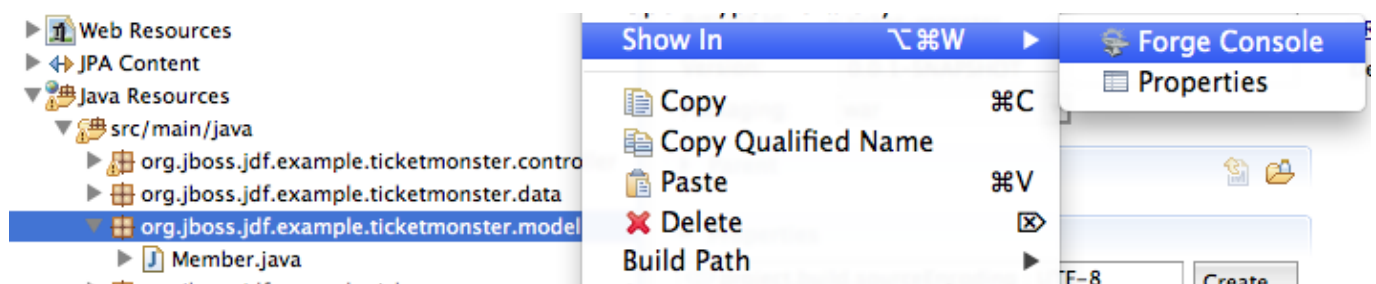 Web Resources
JPA Content
Java Resources
src/main/java
org.jboss.jdf.example.ticketmonster.contro
org.jboss.jdf.example.ticketmonster.data
org.jboss.jdf.example.ticketmonster.model
Member.java
Show In ⌥⌘W ▶
Copy ⌘C
Copy Qualified Name
Paste ⌘V
Delete ⌦
Build Path ▶
Forge Console
Properties
TF-8
Create...